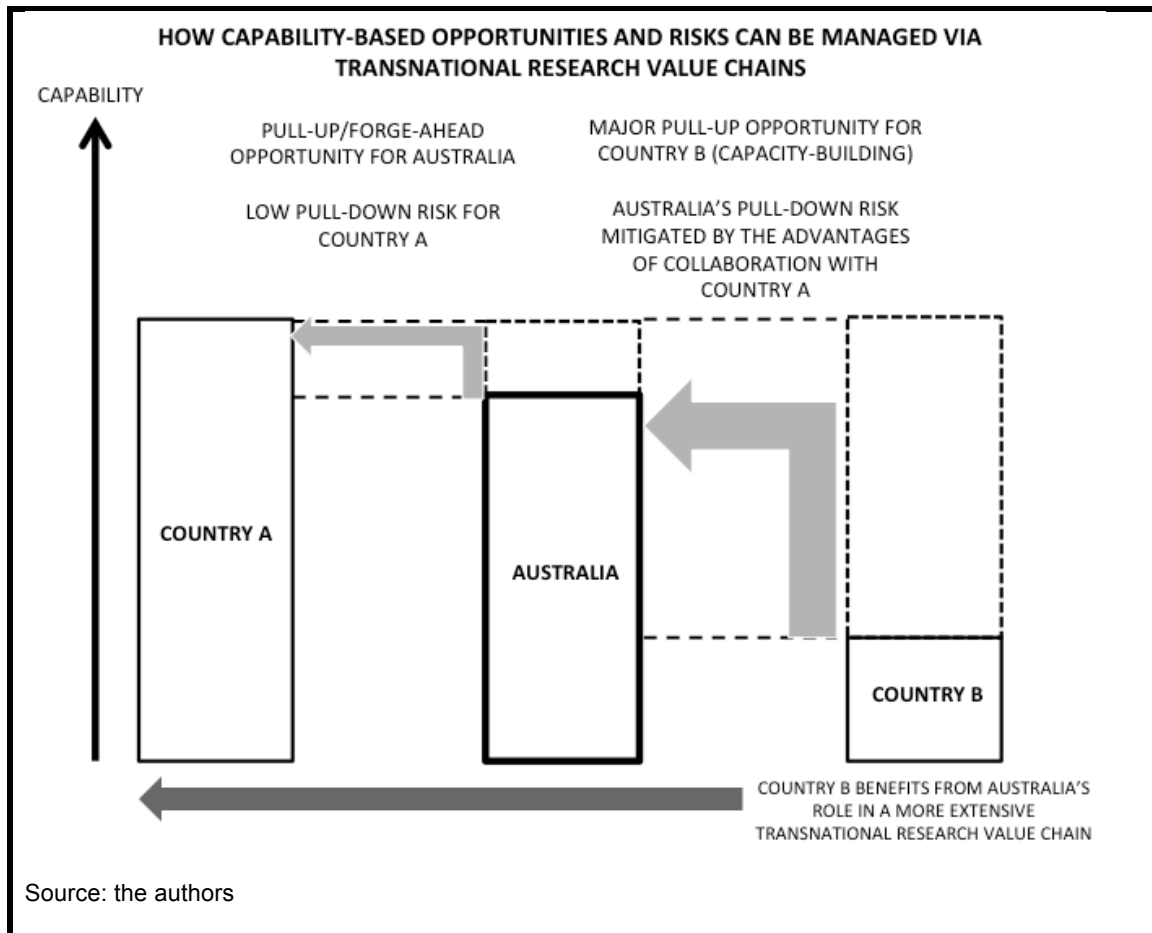 HOW CAPABILITY-BASED OPPORTUNITIES AND RISKS CAN BE MANAGED VIA
TRANSNATIONAL RESEARCH VALUE CHAINS
CAPABILITY
PULL-UP/FORGE-AHEAD
OPPORTUNITY FOR AUSTRALIA
LOW PULL-DOWN RISK FOR
COUNTRY A
MAJOR PULL-UP OPPORTUNITY FOR
COUNTRY B (CAPACITY-BUILDING)
AUSTRALIA'S PULL-DOWN RISK
MITIGATED BY THE ADVANTAGES
OF COLLABORATION WITH
COUNTRY A
COUNTRY A
AUSTRALIA
COUNTRY B
COUNTRY B BENEFITS FROM AUSTRALIA'S
ROLE IN A MORE EXTENSIVE
TRANSNATIONAL RESEARCH VALUE CHAIN
Source: the authors